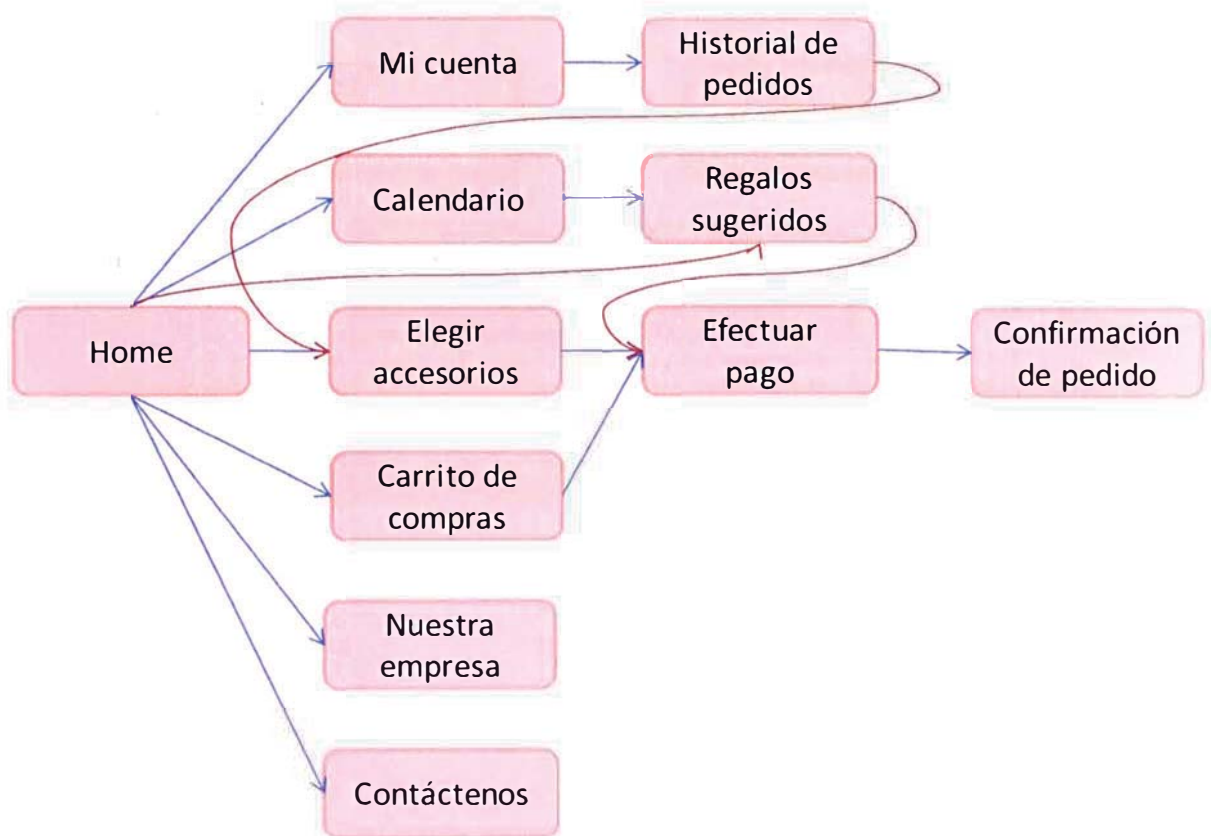 Mi cuenta
Historial de
pedidos
Calendario
Regalos
sugeridos
Home
Elegir
accesorios
Efectuar
pago
Confirmación
de pedido
Carrito de
compras
Nuestra
empresa
Contáctenos